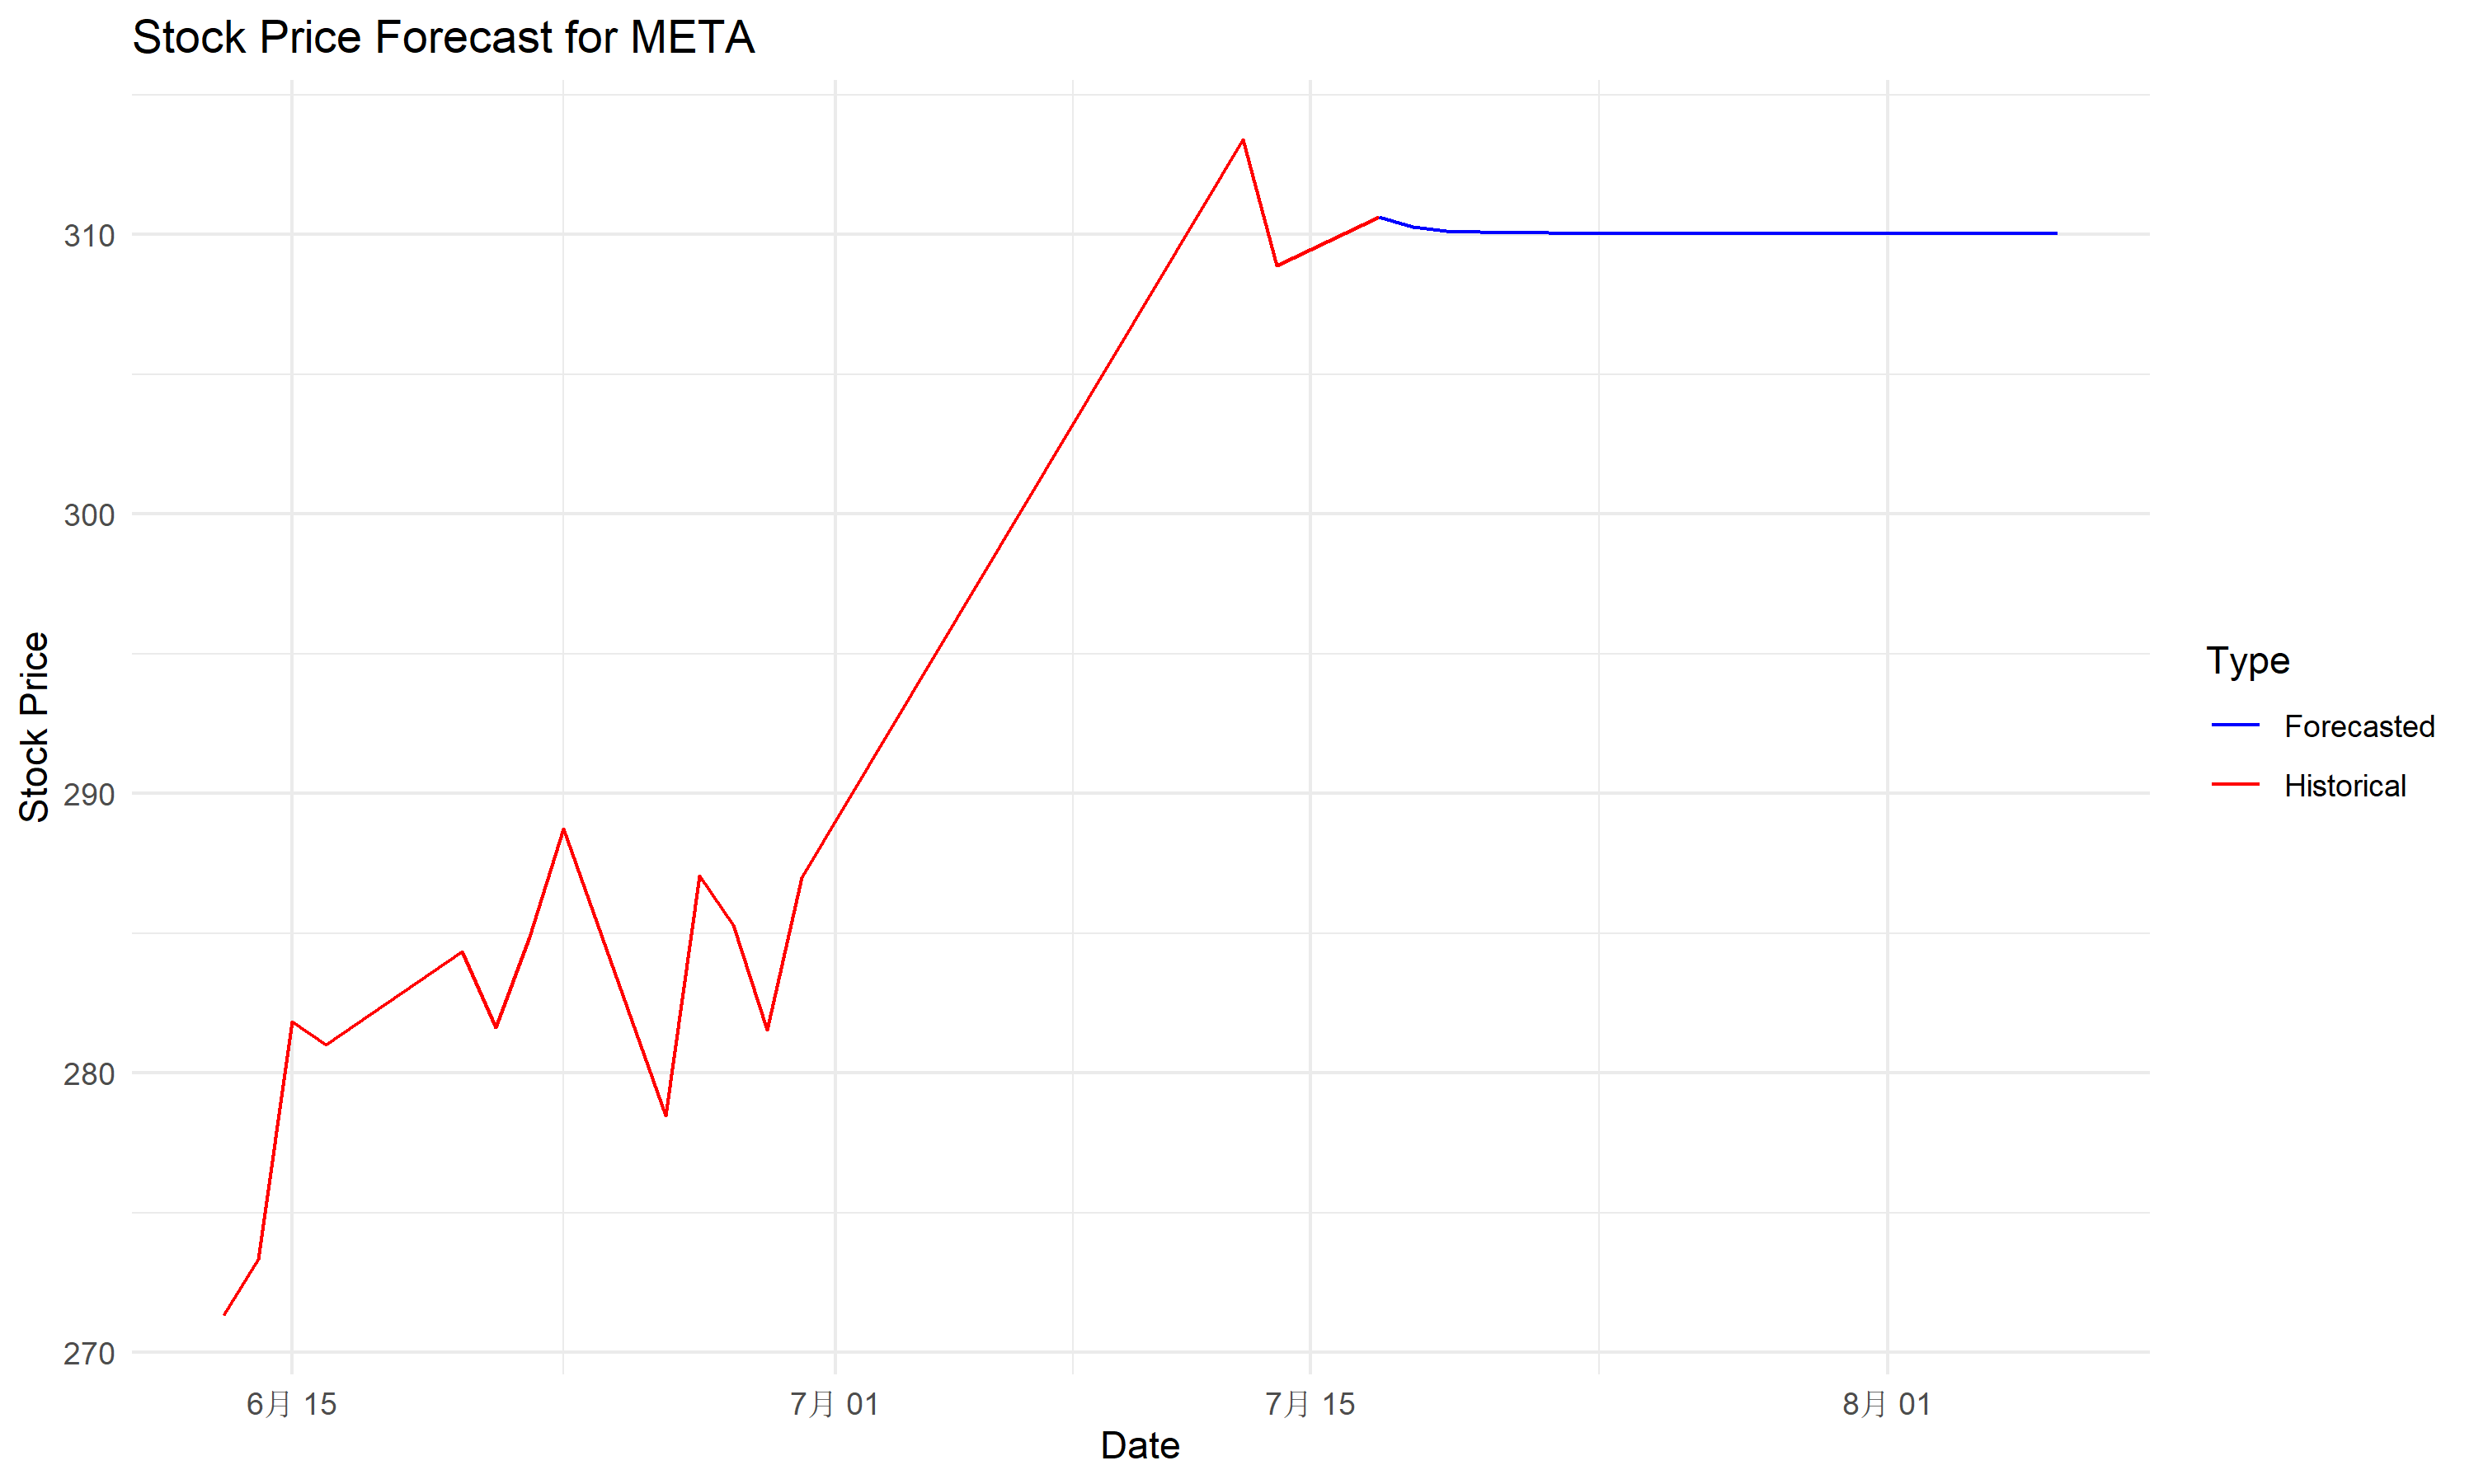 Stock Price Forecast for META
310
300
290
280
270
Stock Price
6月 15
7月 01
7月 15
8月 01
Date
Type
Forecasted
Historical